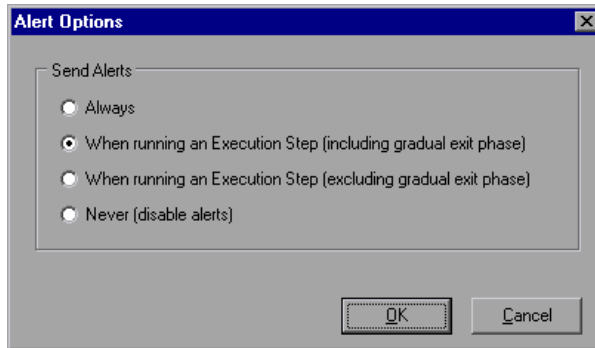 Alert Options
Send Alerts
Always
When running an Execution Step (including gradual exit phase)
When running an Execution Step (excluding gradual exit phase)
Never (disable alerts)
OK
Cancel